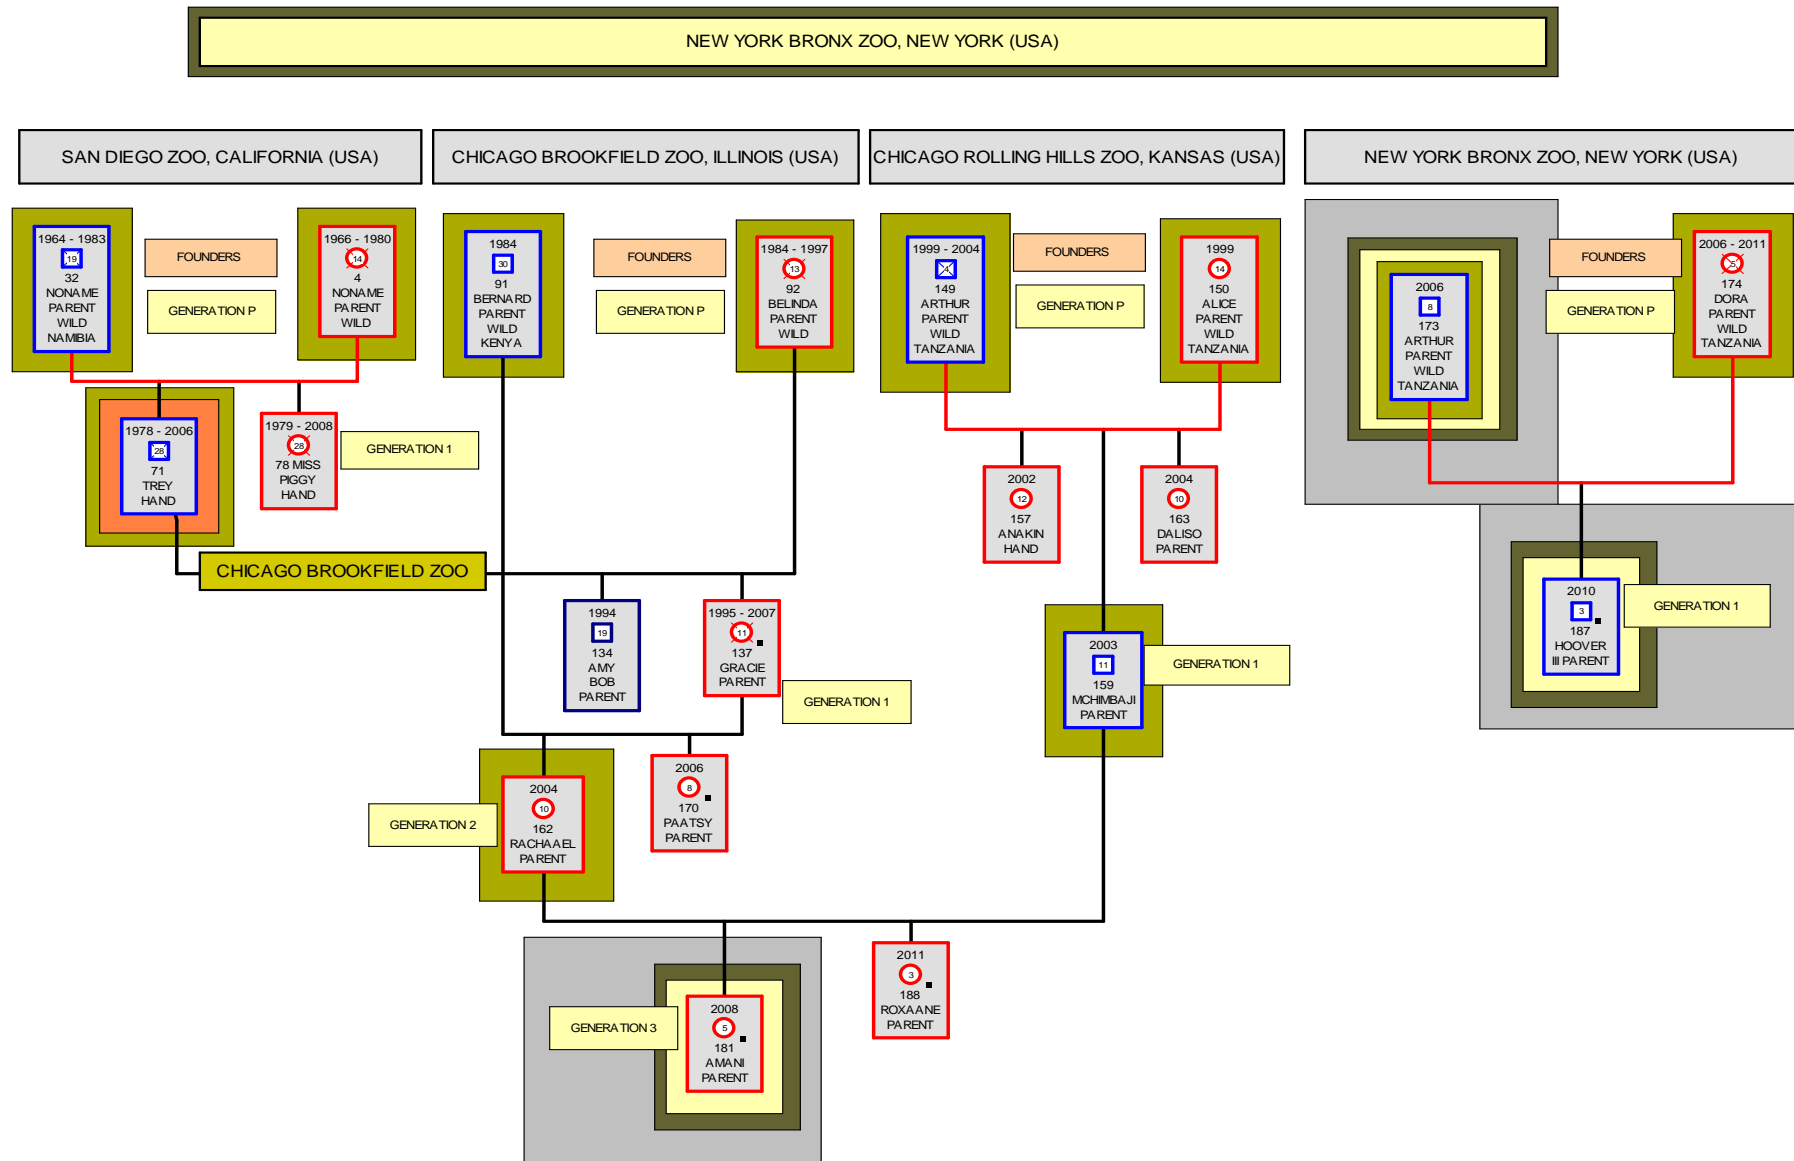 NEW YORK BRONX ZOO, NEW YORK (USA)
SAN DIEGO ZOO, CALIFORNIA (USA)
CHICAGO BROOKFIELD ZOO, ILLINOIS (USA)
CHICAGO ROLLING HILLS ZOO, KANSAS (USA)
NEW YORK BRONX ZOO, NEW YORK (USA)
1964 - 1983
19
32
NONAME
PARENT
WILD
NAMIBIA
FOUNDERS
GENERATION P
1966 - 1980
14
4
NONAME
PARENT
WILD
1984
30
91
BERNARD
PARENT
WILD
KENYA
FOUNDERS
GENERATION P
1984 - 1997
13
92
BELINDA
PARENT
WILD
1999 - 2004
4
149
ARTHUR
PARENT
WILD
TANZANIA
FOUNDERS
GENERATION P
1999
14
150
ALICE
PARENT
WILD
TANZANIA
2006
8
173
ARTHUR
PARENT
WILD
TANZANIA
FOUNDERS
GENERATION P
2006 - 2011
5
174
DORA
PARENT
WILD
TANZANIA
1978 - 2006
28
71
TREY
HAND
1979 - 2008
28
78 MISS
PIGGY
HAND
GENERATION 1
2002
12
157
ANAKIN
HAND
2004
10
163
DALISO
PARENT
CHICAGO BROOKFIELD ZOO
1994
19
134
AMY
BOB
PARENT
1995 - 2007
11
137
GRACIE
PARENT
GENERATION 1
2003
11
159
MCHIMBAJI
PARENT
GENERATION 1
2010
3
187
HOOVER
III PARENT
GENERATION 1
GENERATION 2
2004
10
162
RACHAAEL
PARENT
2006
8
170
PAATSY
PARENT
GENERATION 3
2008
5
181
AMANI
PARENT
2011
3
188
ROXAANE
PARENT